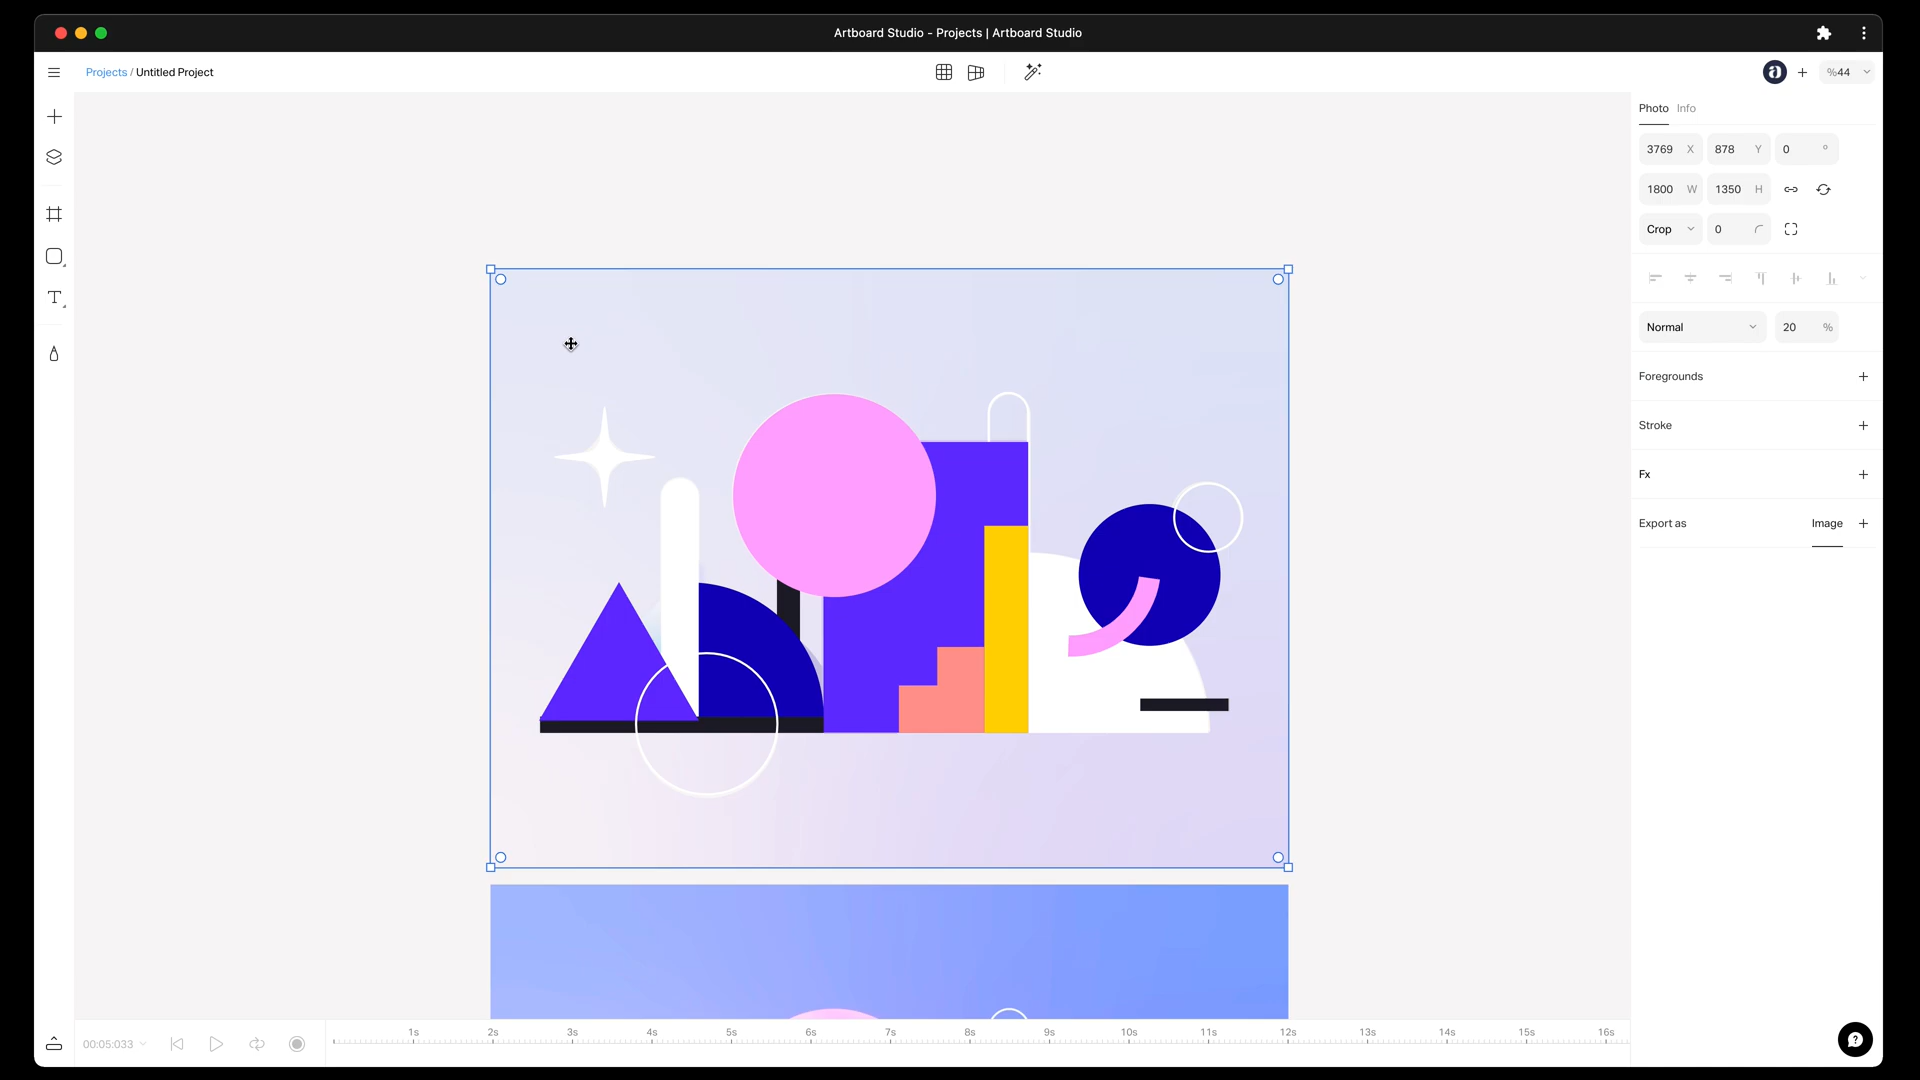 Artboard Studio - Projects | Artboard Studio
Projects / Untitled Project
a
%44
Photo Info
3769 X 878 Y 0 °
1800 W 1350 H
Crop 0
Normal 20 %
Foregrounds
Stroke
Fx
Export as Image
T
00:05:033
1s 2s 3s 4s 5s 6s 7s 8s 9s 10s 11s 12s 13s 14s 15s 16s
?